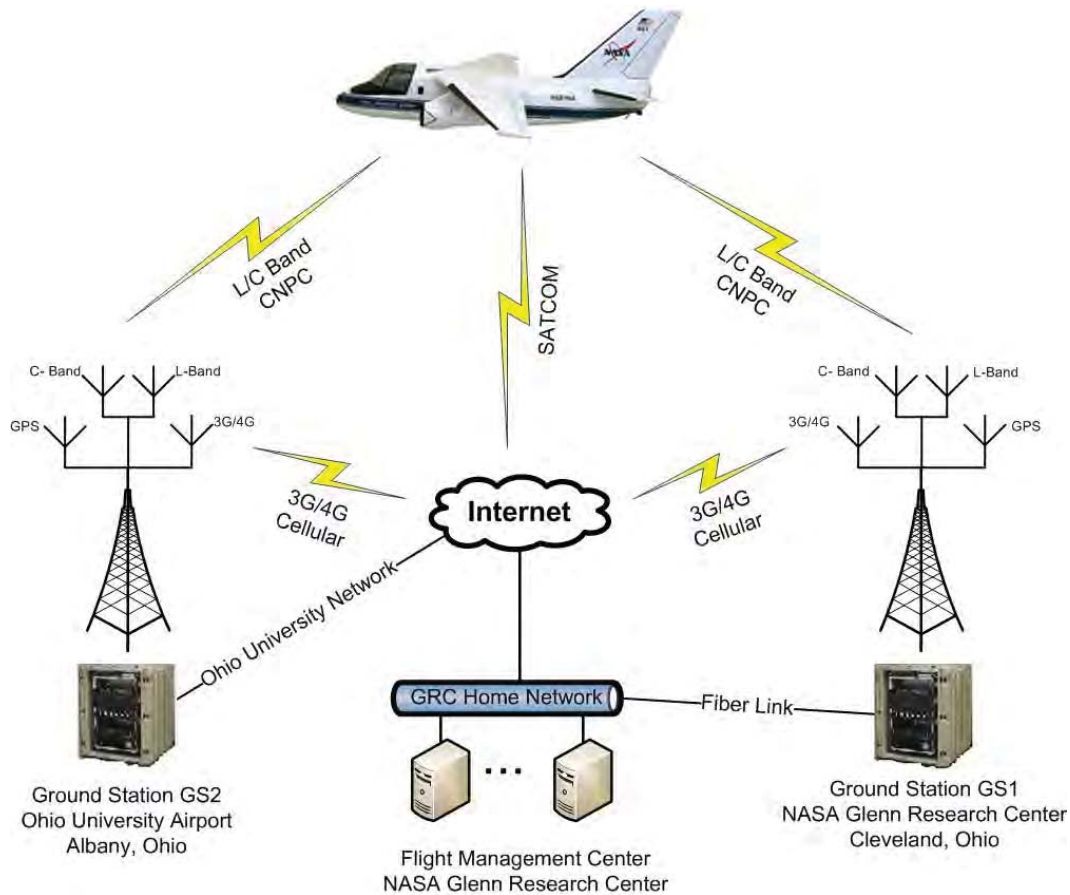 NASA
L/C Band
CNPC
SATCOM
L/C Band
CNPC
C- Band
L-Band
GPS
3G/4G
C- Band
L-Band
3G/4G
GPS
3G/4G
Cellular
Internet
3G/4G
Cellular
Ohio University Network
GRC Home Network
Fiber Link
Ground Station GS2
Ohio University Airport
Albany, Ohio
Flight Management Center
NASA Glenn Research Center
Ground Station GS1
NASA Glenn Research Center
Cleveland, Ohio